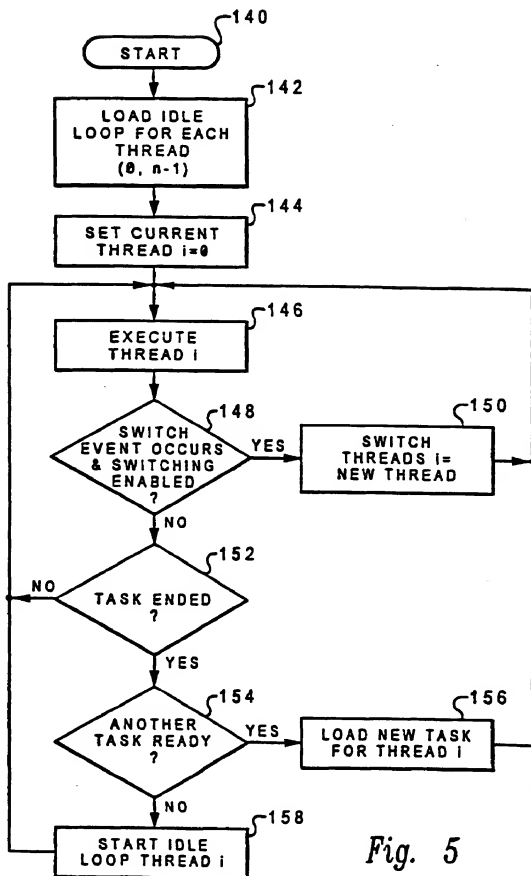 140
START
142
LOAD IDLE
LOOP FOR EACH
THREAD
(0, n-1)
144
SET CURRENT
THREAD i=0
146
EXECUTE
THREAD i
148
SWITCH
EVENT OCCURS
& SWITCHING
ENABLED
?
YES
150
SWITCH
THREADS i=
NEW THREAD
NO
152
NO
TASK ENDED
?
YES
154
ANOTHER
TASK READY
?
YES
156
LOAD NEW TASK
FOR THREAD i
NO
158
START IDLE
LOOP THREAD i
Fig. 5